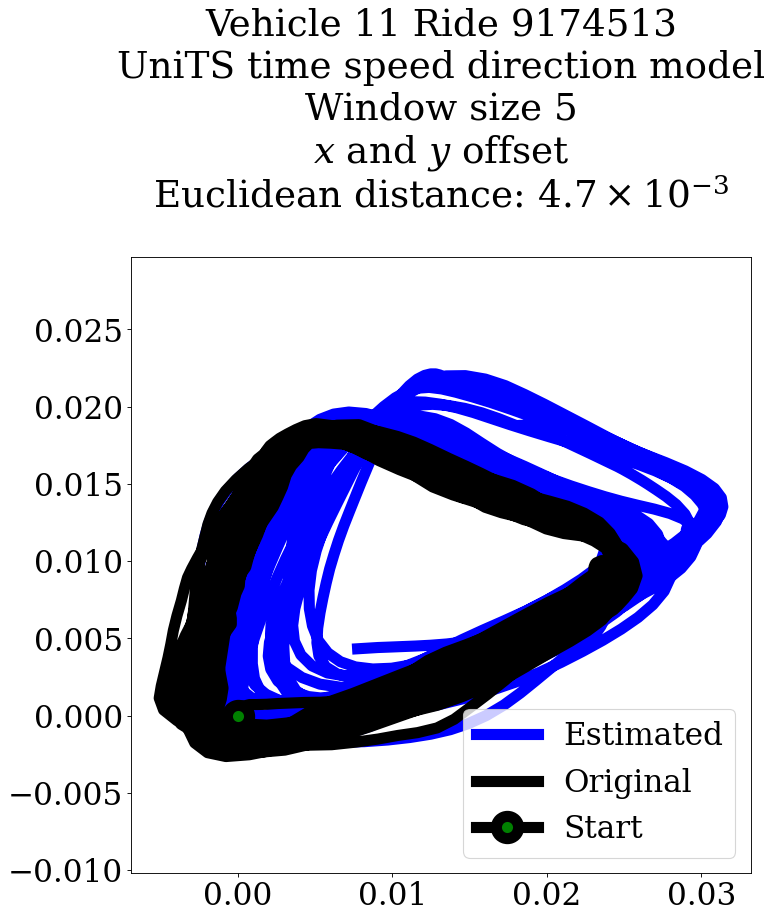 Vehicle 11 Ride 9174513
UniTS time speed direction model
Window size 5
x and y offset
Euclidean distance: 4.7 × 10⁻³
0.025
0.020
0.015
0.010
0.005
0.000
−0.005
−0.010
0.00 0.01 0.02 0.03
Estimated
Original
Start